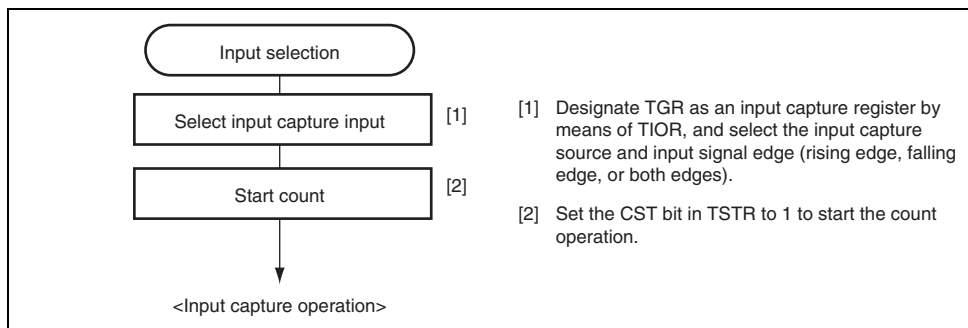 Input selection
Select input capture input
[1]
Start count
[2]
<Input capture operation>
[1] Designate TGR as an input capture register by
means of TIOR, and select the input capture
source and input signal edge (rising edge, falling
edge, or both edges).
[2] Set the CST bit in TSTR to 1 to start the count
operation.